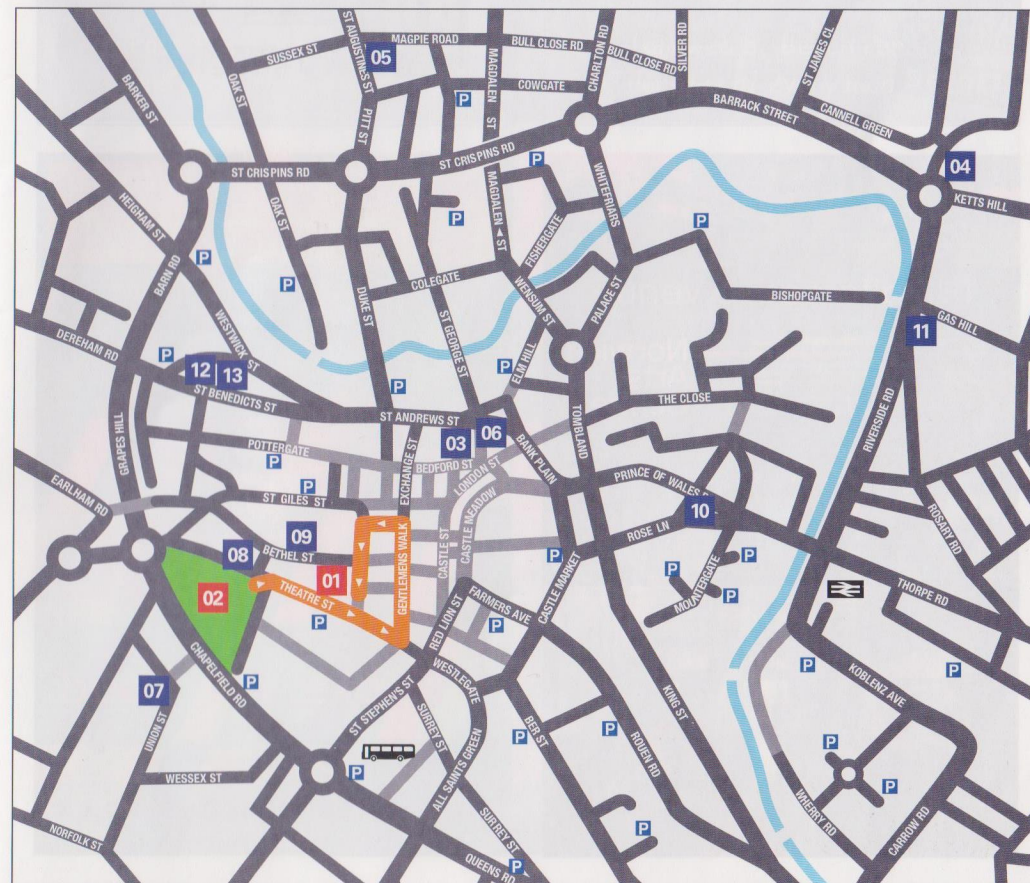 ST AUGUSTINES ST
MAGPIE ROAD
BULL CLOSE RD
BULL CLOSE RD
CHARLTON RD
SILVER RD
ST JAMES CL
SUSSEX ST
05
MAGDALEN ST
COWGATE
P
BARKER ST
OAK ST
PITT ST
BARRACK STREET
CANNELL GREEN
ST CRISPINS RD
ST CRISPINS RD
P
04
KETTS HILL
HEIGHAM ST
OAK ST
P
MAGDALEN ST
WHITEFRIARS
FISHERGATE
P
BARN RD
P
P
COLEGATE
WENSUM ST
PALACE ST
BISHOPGATE
DUKE ST
ST GEORGE ST
GAS HILL
11
DEREHAM RD
WESTWICK ST
P
12
13
ELM HILL
P
P
ST BENEDICTS ST
THE CLOSE
RIVERSIDE RD
ST ANDREWS ST
TOMBLAND
GRAPES HILL
POTTERGATE
P
EXCHANGE ST
03
06
BANK PLAIN
BEDFORD ST
LONDON ST
PRINCE OF WALES
EARLHAM RD
P
ST GILES ST
CASTLE MEADOW
10
ROSE LN
ROSARY RD
09
08
BETHEL ST
GENTLEMENS WALK
CASTLE ST
P
CASTLE MARKET
P
P
MOUNTERGATE
P
THORPE RD
01
02
THEATRE ST
P
RED LION ST
FARMERS AVE
P
CHAPELFIELD RD
P
WESTLEGATE
P
KOBLENZ AVE
P
07
UNION ST
ST STEPHEN'S ST
SURREY ST
ALL SAINTS GREEN
BER ST
P
P
ROUEN RD
KING ST
P
P
WESSEX ST
P
WHERRY RD
CARROW RD
NORFOLK ST
SURREY ST
P
P
QUEENS RD